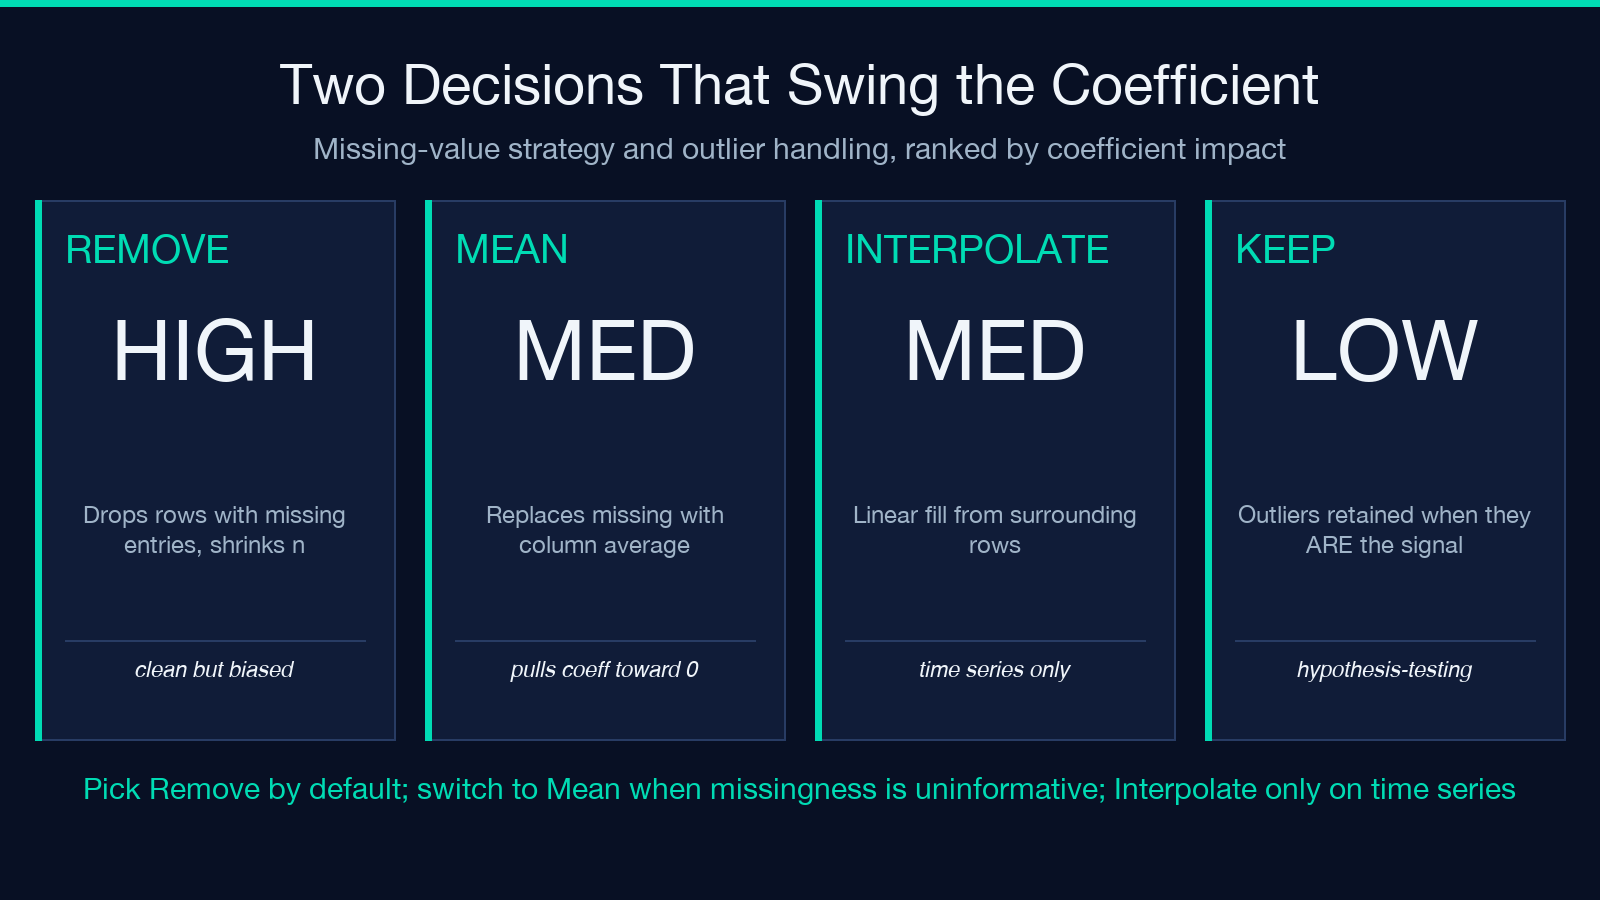 Two Decisions That Swing the Coefficient
Missing-value strategy and outlier handling, ranked by coefficient impact
REMOVE
HIGH
Drops rows with missing
entries, shrinks n
clean but biased
MEAN
MED
Replaces missing with
column average
pulls coeff toward 0
INTERPOLATE
MED
Linear fill from surrounding
rows
time series only
KEEP
LOW
Outliers retained when they
ARE the signal
hypothesis-testing
Pick Remove by default; switch to Mean when missingness is uninformative; Interpolate only on time series